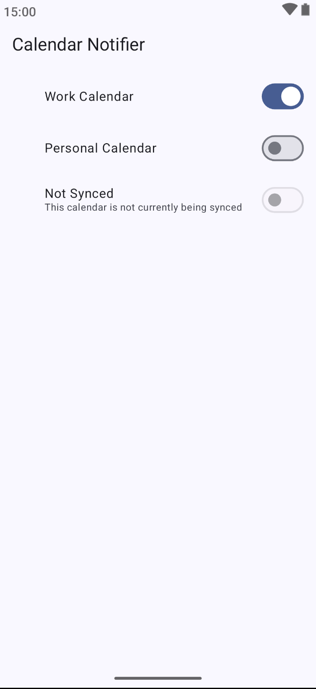 15:00
Calendar Notifier
Work Calendar
Personal Calendar
Not Synced
This calendar is not currently being synced